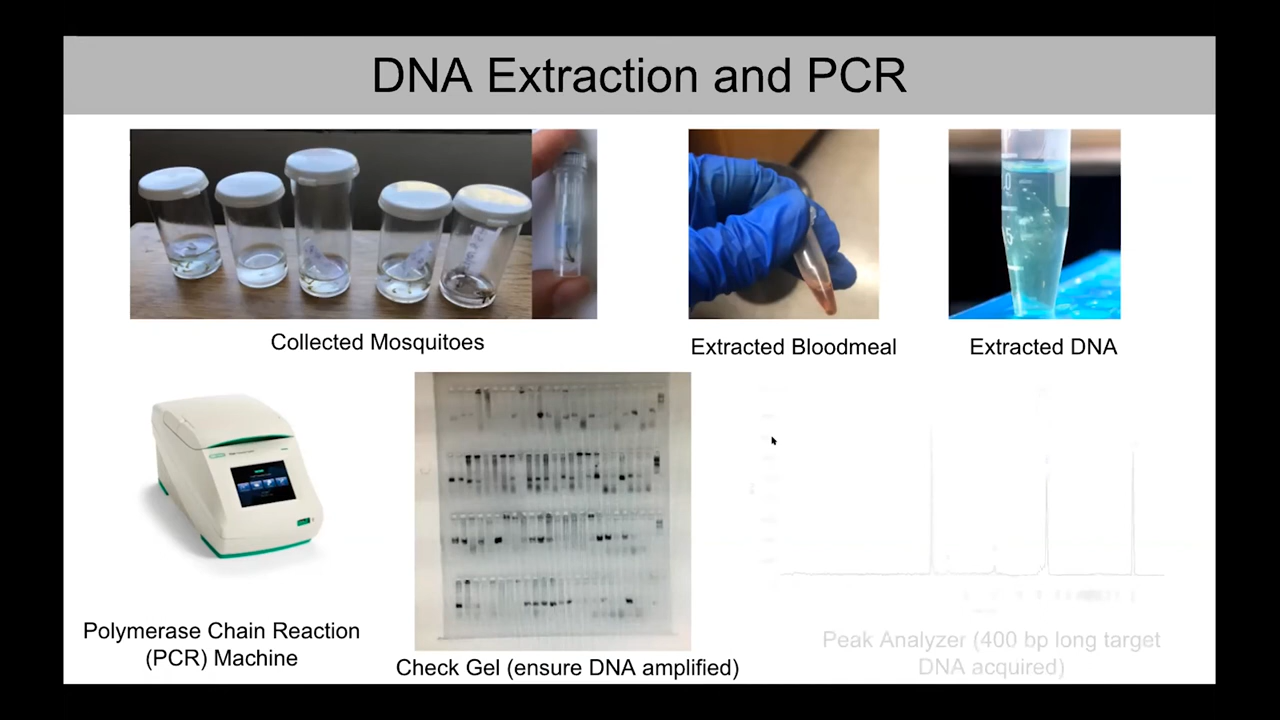 DNA Extraction and PCR
Collected Mosquitoes
Extracted Bloodmeal
Extracted DNA
Polymerase Chain Reaction
(PCR) Machine
Check Gel (ensure DNA amplified)
Peak Analyzer (400 bp long target
DNA acquired)